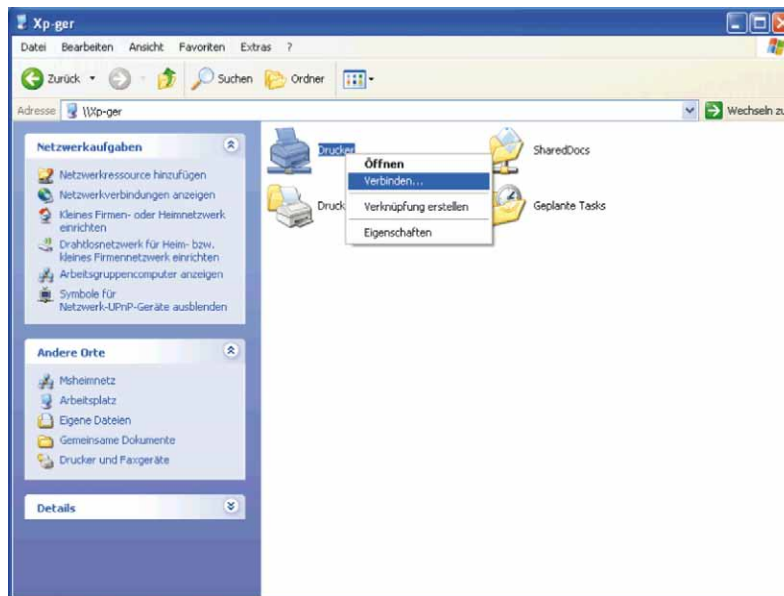 Xp-ger
Datei Bearbeiten Ansicht Favoriten Extras ?
Zurück Suchen Ordner
Adresse \\Xp-ger Wechseln zu
Netzwerkaufgaben
Netzwerkressource hinzufügen
Netzwerkverbindungen anzeigen
Kleines Firmen- oder Heimnetzwerk
einrichten
Drahtlosnetzwerk für Heim- bzw.
kleines Firmennetzwerk einrichten
Arbeitsgruppencomputer anzeigen
Symbole für
Netzwerk-UPnP-Geräte ausblenden
Andere Orte
Msheimnetz
Arbeitsplatz
Eigene Dateien
Gemeinsame Dokumente
Drucker und Faxgeräte
Details
Drucker
Öffnen
Verbinden...
Verknüpfung erstellen
Eigenschaften
Druck
SharedDocs
Geplante Tasks